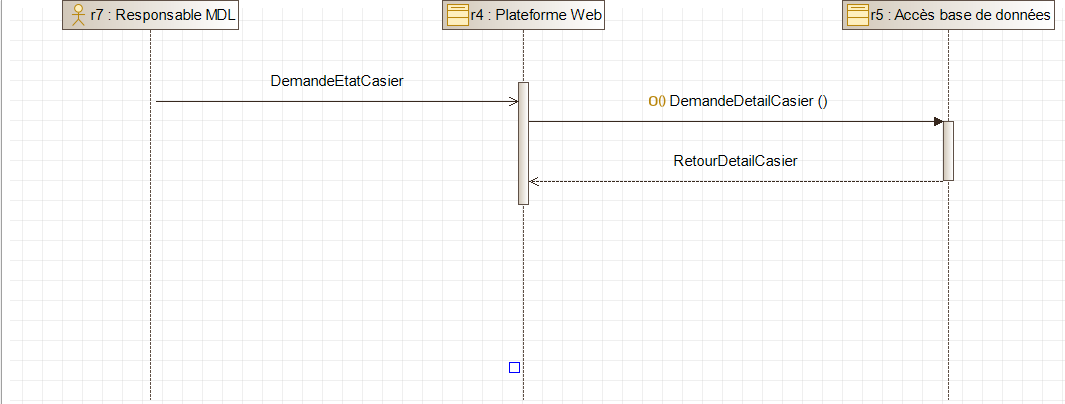 r7 : Responsable MDL
r4 : Plateforme Web
r5 : Accès base de données
DemandeEtatCasier
O() DemandeDetailCasier ()
RetourDetailCasier